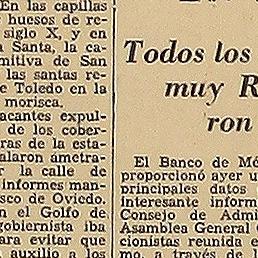 En las capillas
huesos de re-
siglo X, y en
a Santa, la ca-
mitiva de San
las santas re-
e Toledo en la
morisca.
acantes expul-
de los cober-
ras de la esta-
alaron ametra-
r la calle de
informes man-
sco de Oviedo.
n el Golfo de
gobiernista iba
ara evitar que
auxilio a los
Todos los
muy R
ron
El Banco de Mé
proporcionó ayer u
principales datos
interesante inform
Consejo de Admi
Asamblea General O
cionistas reunida e
mo, a través de l